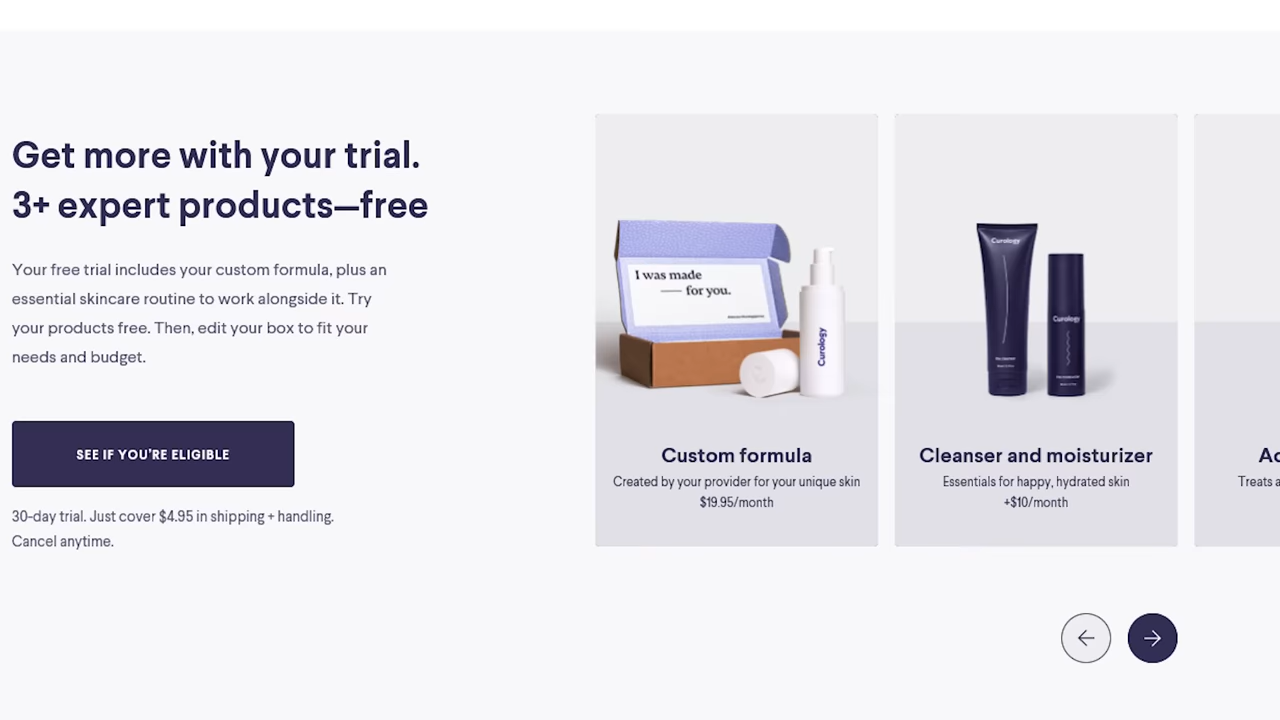 Get more with your trial.
3+ expert products—free
Your free trial includes your custom formula, plus an
essential skincare routine to work alongside it. Try
your products free. Then, edit your box to fit your
needs and budget.
SEE IF YOU'RE ELIGIBLE
30-day trial. Just cover $4.95 in shipping + handling.
Cancel anytime.
I was made
— for you.
Curology
Custom formula
Created by your provider for your unique skin
$19.95/month
Curology
Curology
Cleanser and moisturizer
Essentials for happy, hydrated skin
+$10/month
Treats